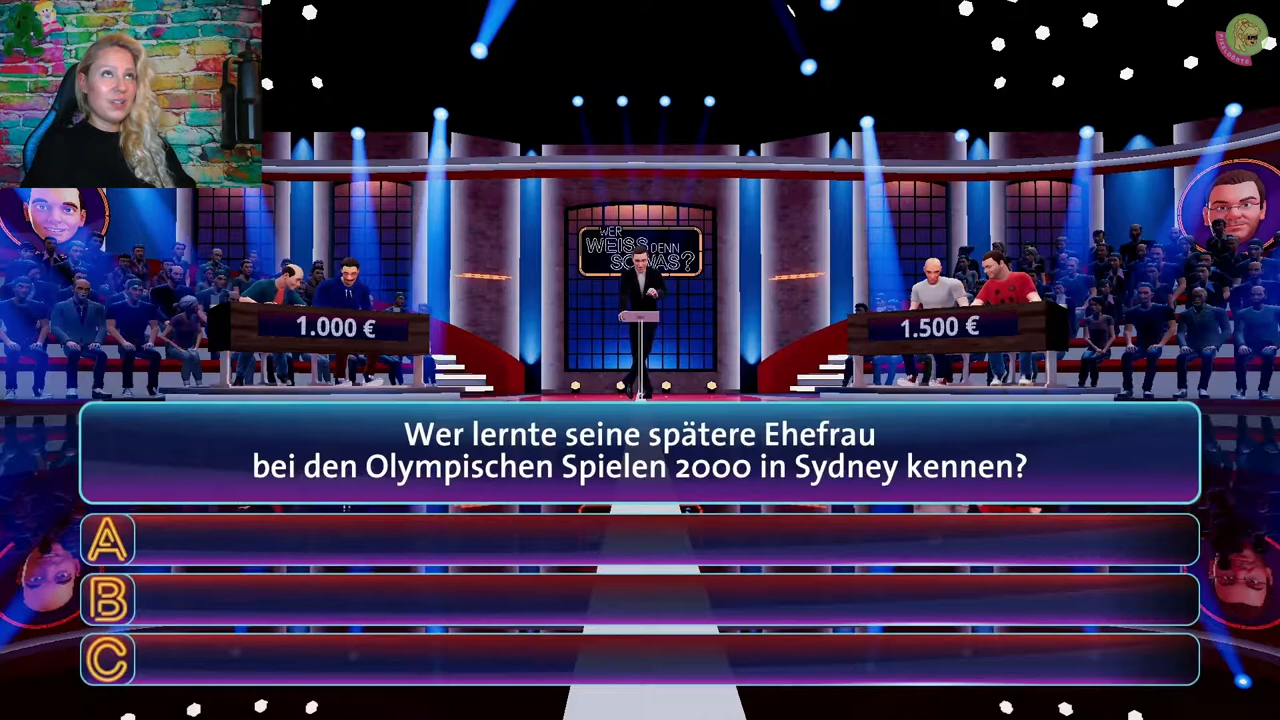 WER
WEISS DENN
SOWAS?
1.000 €
1.500 €
Wer lernte seine spätere Ehefrau
bei den Olympischen Spielen 2000 in Sydney kennen?
A
B
C